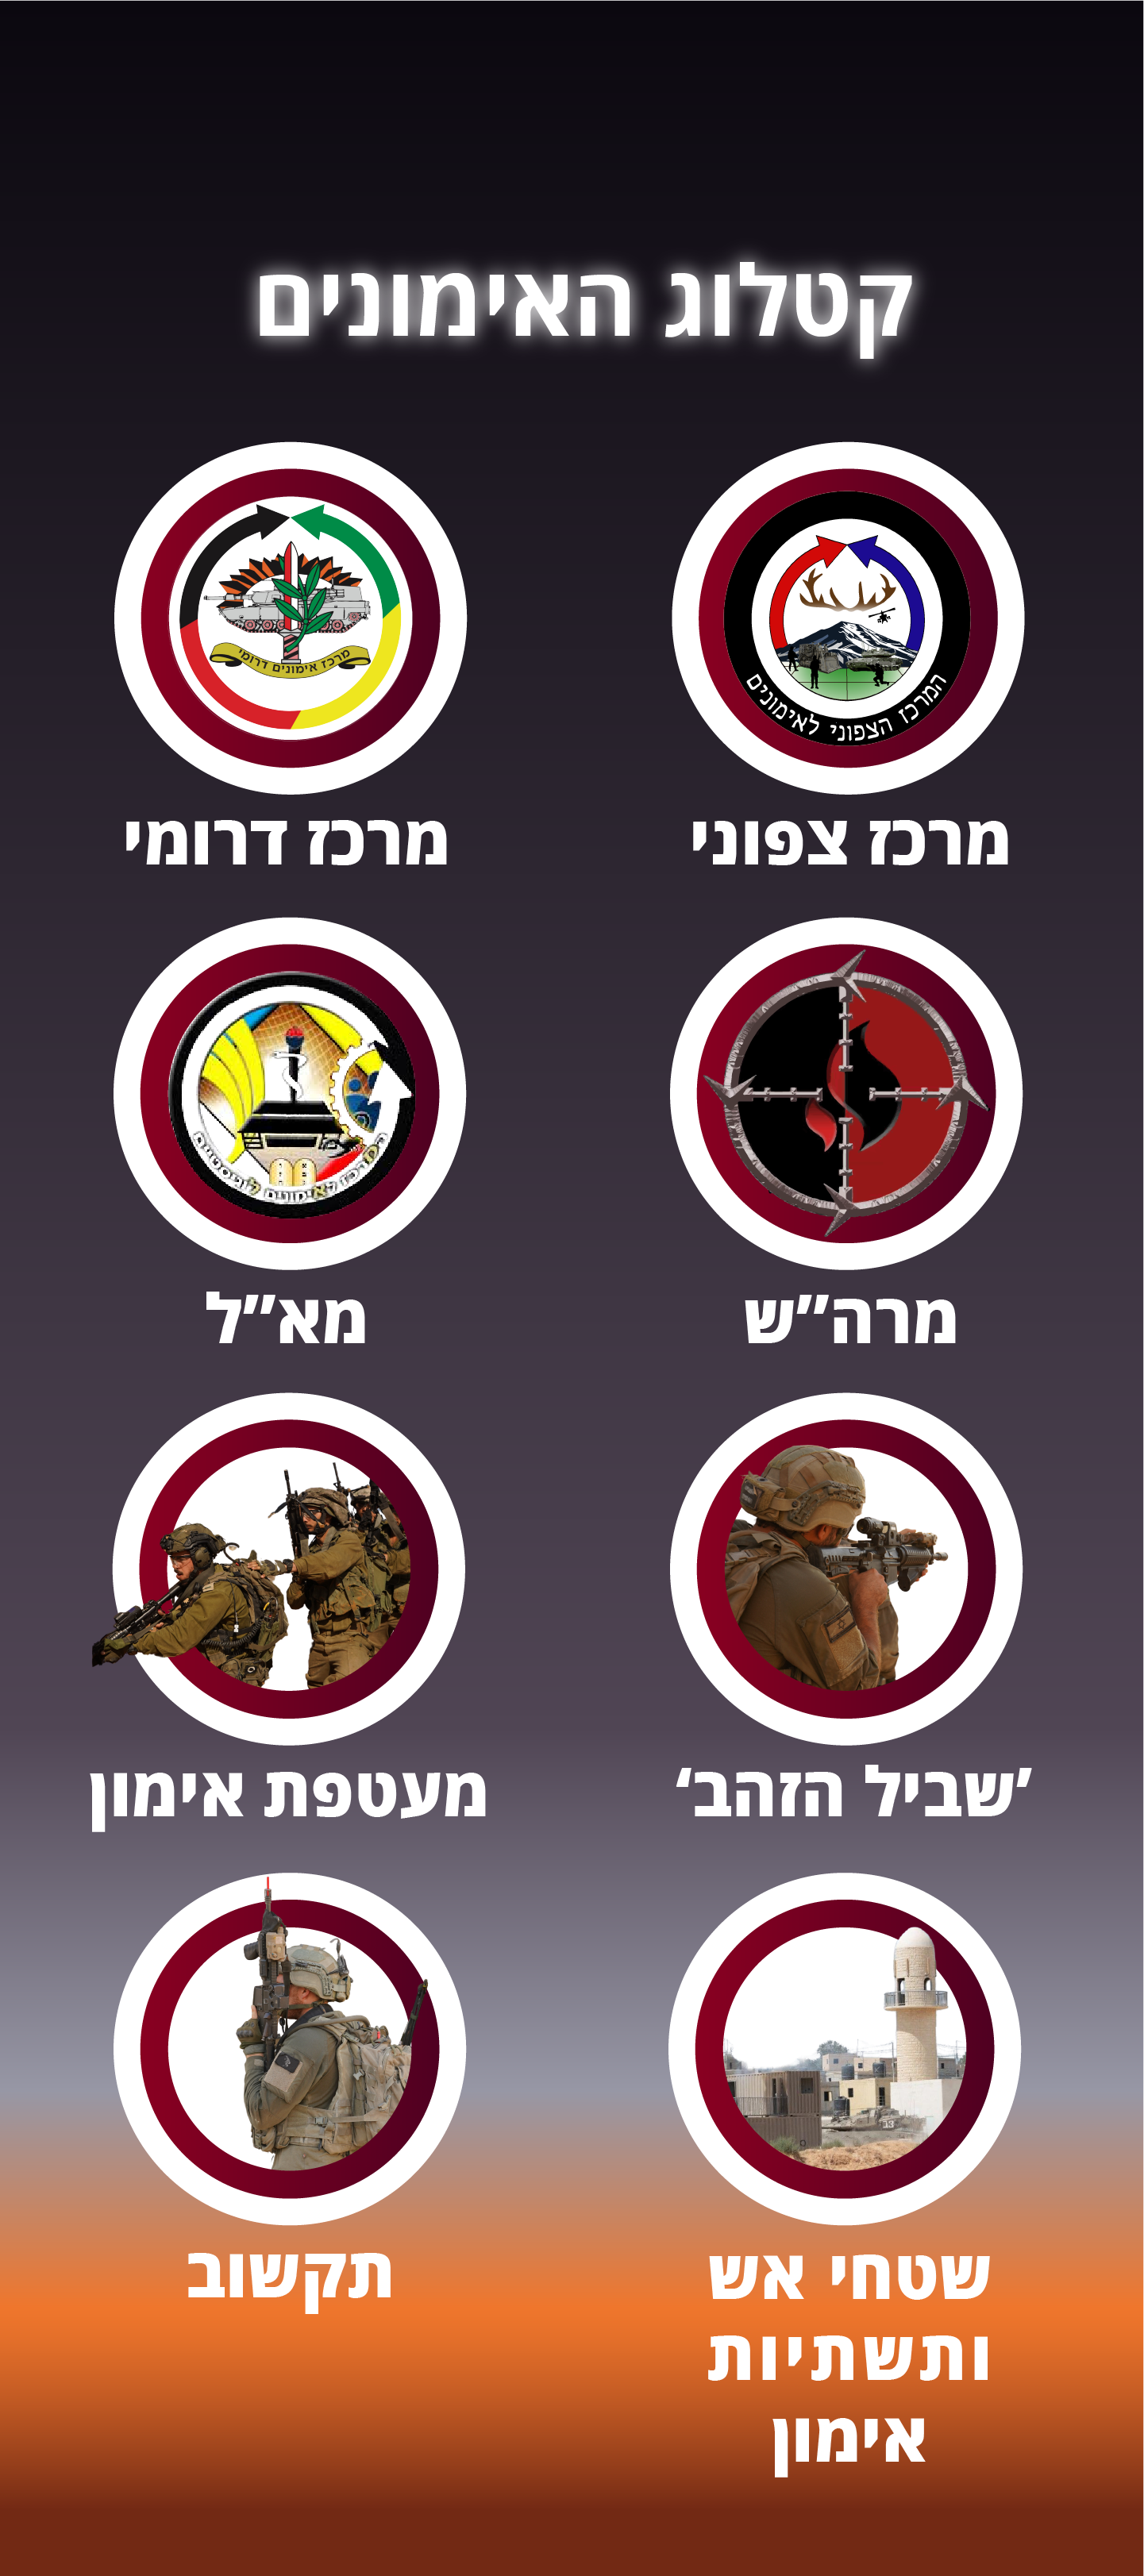 קטלוג האימונים
המרכז הצפוני לאימונים
מרכז אימונים דרומי
מרכז צפוני
מרכז דרומי
המרכז לאימונים לוגיסטיים
מרה"ש
מא"ל
'שביל הזהב'
מעטפת אימון
שטחי אש
ותשתיות
אימון
תקשוב